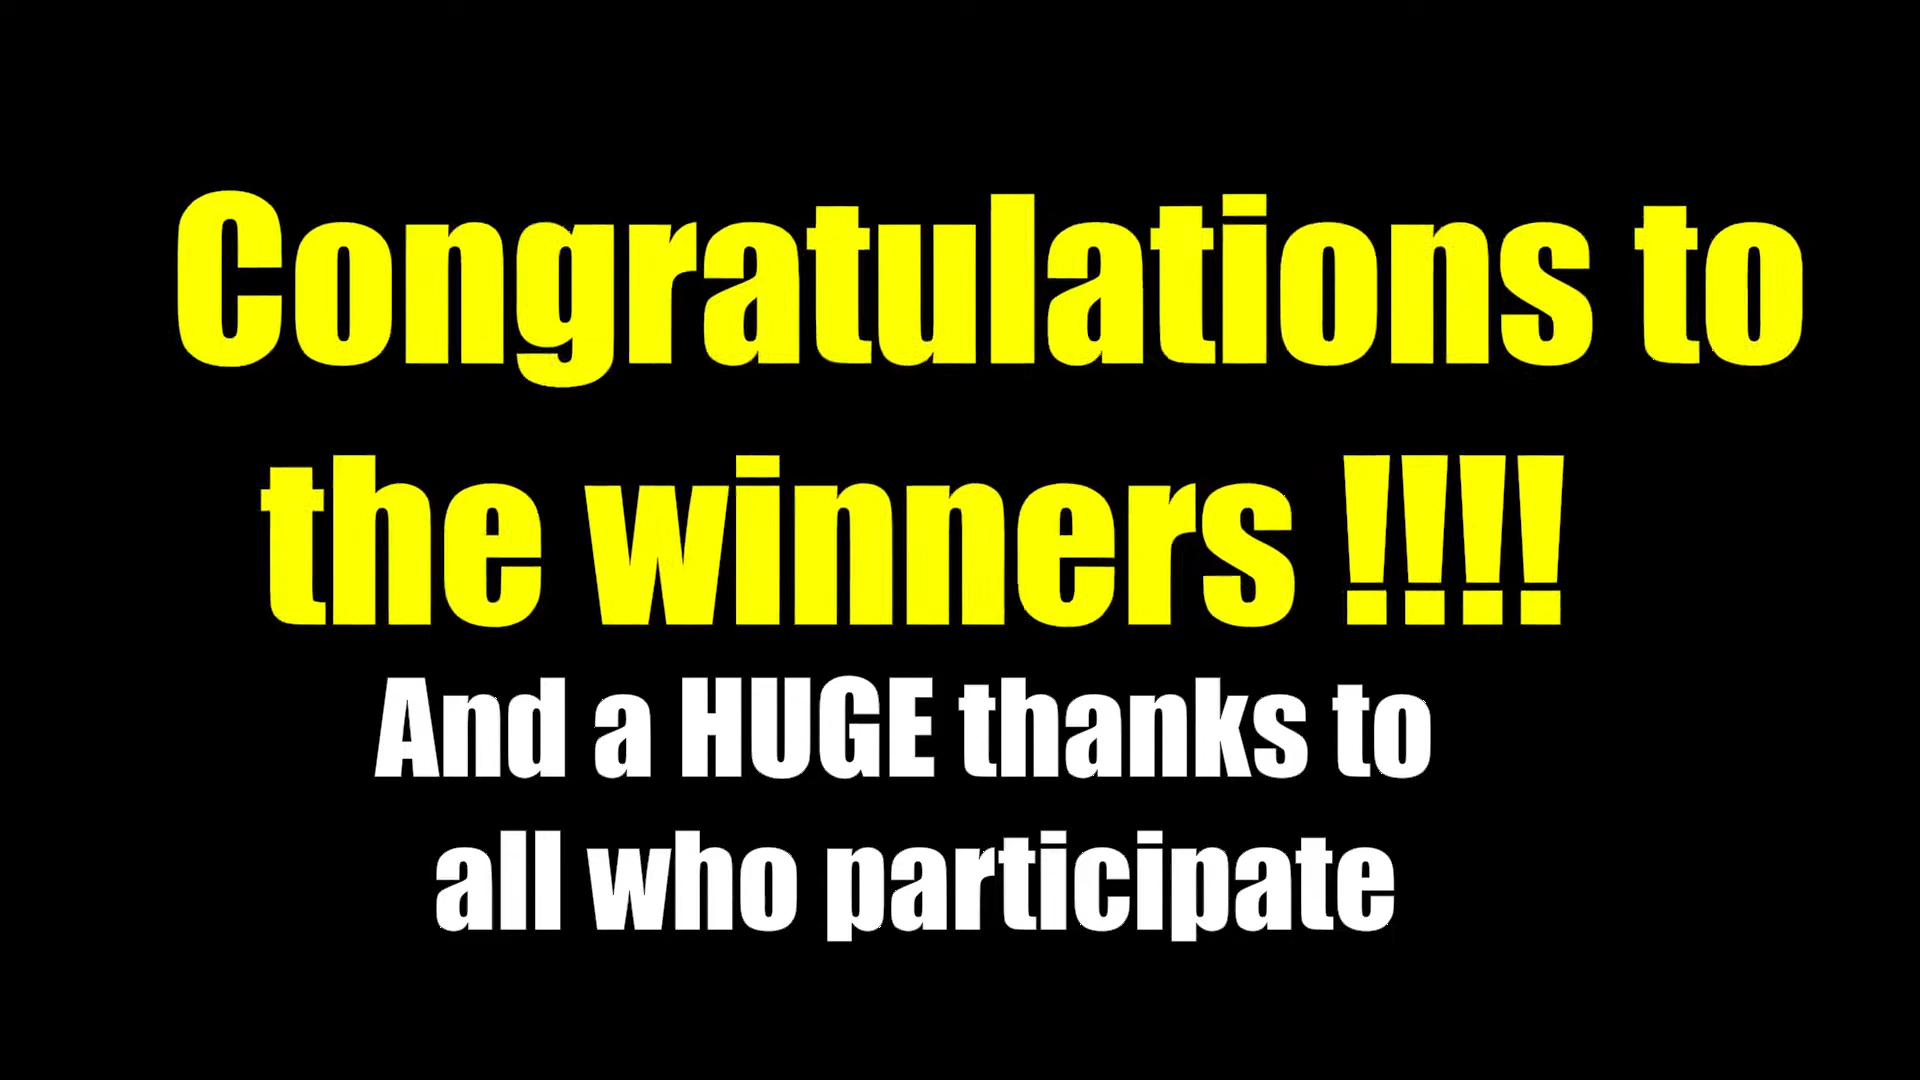 Congratulations to
the winners !!!!
And a HUGE thanks to
all who participate